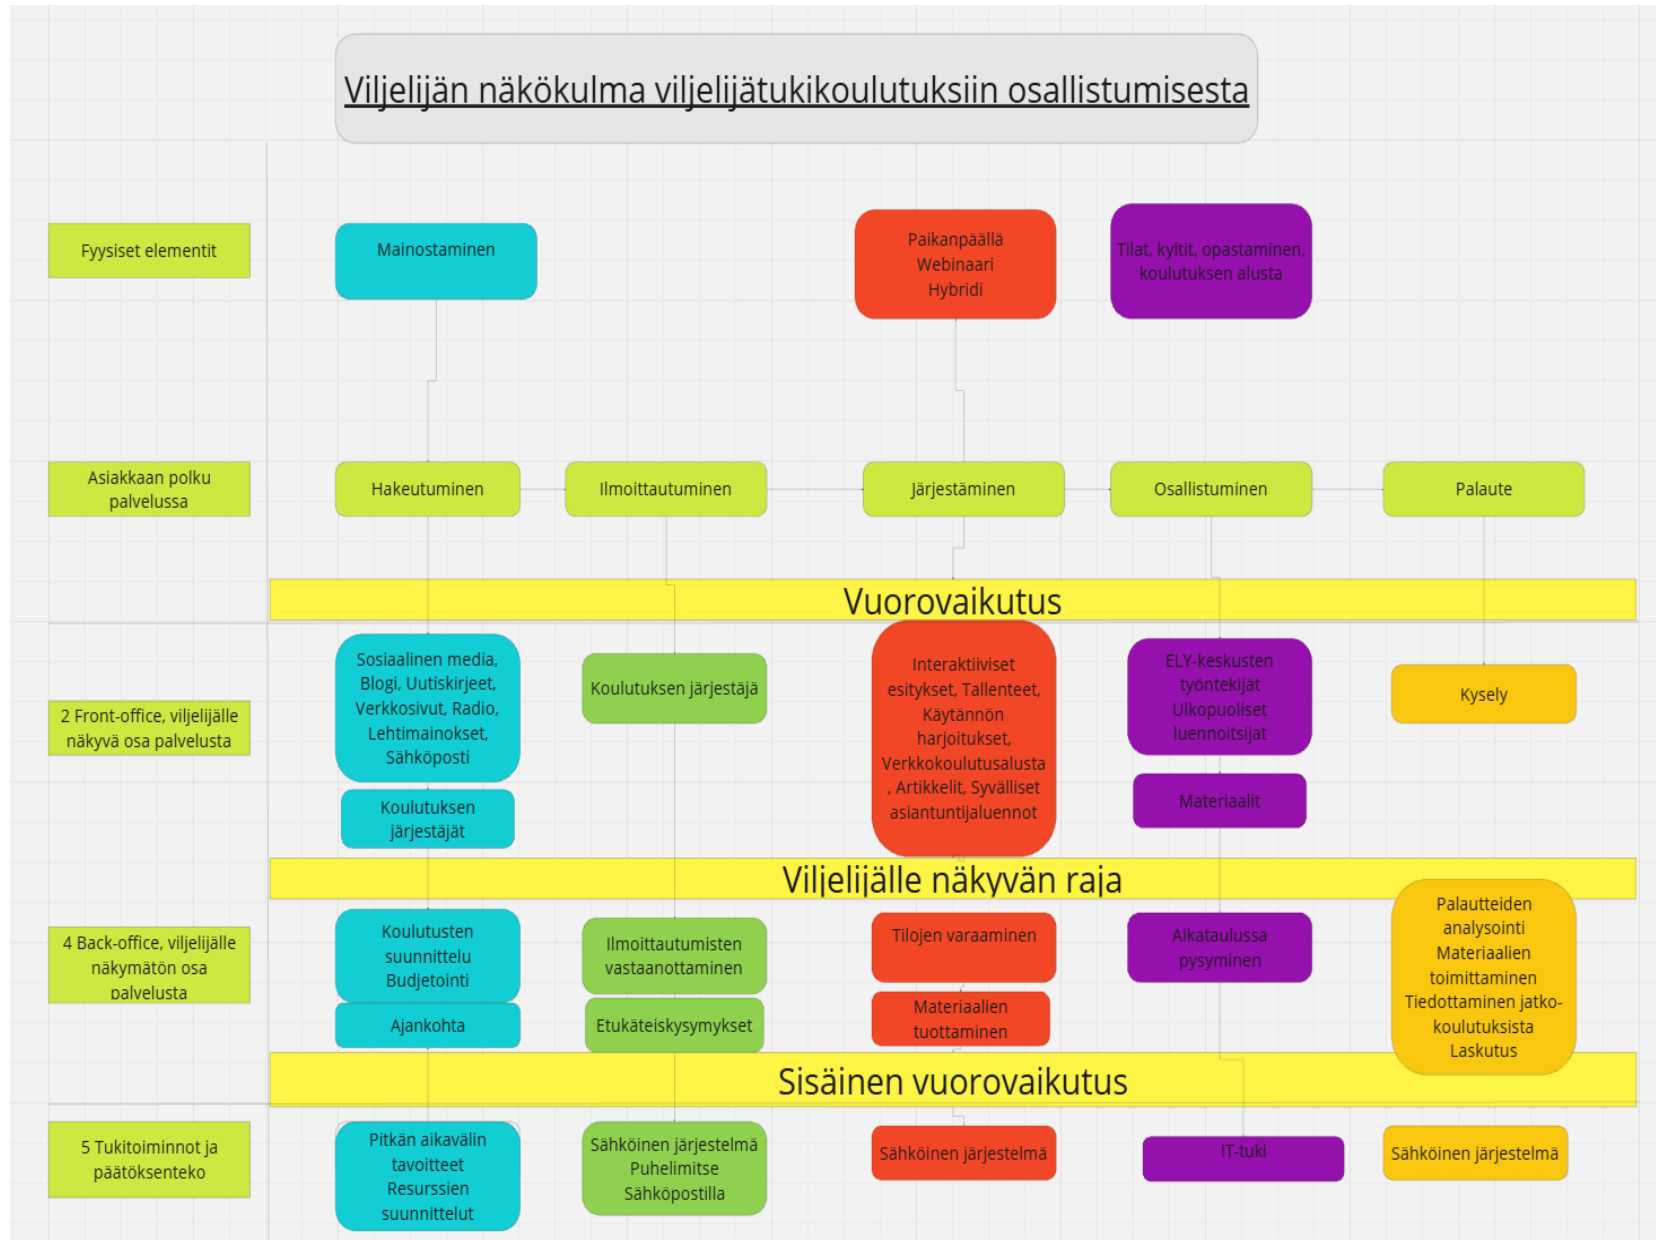 Viljelijän näkökulma viljelijätukikoulutuksiin osallistumisesta
Fyysiset elementit
Mainostaminen
Paikanpäällä
Webinaari
Hybridi
Tilat, kyltit, opastaminen,
koulutuksen alusta
Asiakkaan polku
palvelussa
Hakeutuminen
Ilmoittautuminen
Järjestäminen
Osallistuminen
Palaute
Vuorovaikutus
2 Front-office, viljelijälle
näkyvä osa palvelusta
Sosiaalinen media,
Blogi, Uutiskirjeet,
Verkkosivut, Radio,
Lehtimainokset,
Sähköposti
Koulutuksen
järjestäjät
Koulutuksen järjestäjä
Interaktiiviset
esitykset, Tallenteet,
Käytännön
harjoitukset,
Verkkokoulutusalusta
, Artikkelit, Syvälliset
asiantuntijaluennot
ELY-keskusten
työntekijät
Ulkopuoliset
luennoitsijat
Materiaalit
Kysely
Viljelijälle näkyvän raja
4 Back-office, viljelijälle
näkymätön osa
palvelusta
Koulutusten
suunnittelu
Budjetointi
Ajankohta
Ilmoittautumisten
vastaanottaminen
Etukäteiskysymykset
Tilojen varaaminen
Materiaalien
tuottaminen
Aikataulussa
pysyminen
Palautteiden
analysointi
Materiaalien
toimittaminen
Tiedottaminen jatko-
koulutuksista
Laskutus
Sisäinen vuorovaikutus
5 Tukitoiminnot ja
päätöksenteko
Pitkän aikavälin
tavoitteet
Resurssien
suunnittelut
Sähköinen järjestelmä
Puhelimitse
Sähköpostilla
Sähköinen järjestelmä
IT-tuki
Sähköinen järjestelmä